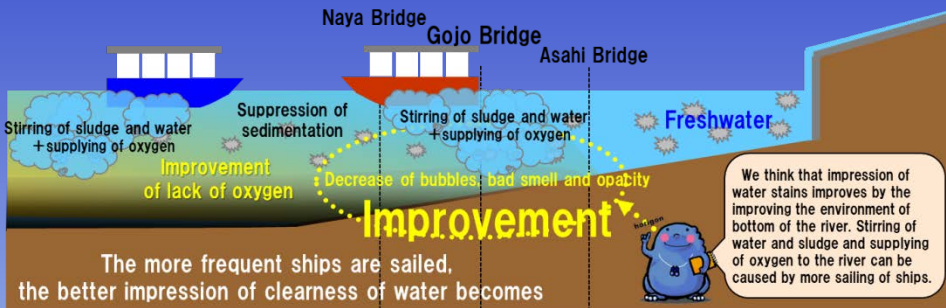 Naya Bridge
Gojo Bridge
Asahi Bridge
Stirring of sludge and water
+supplying of oxygen
Suppression of
sedimentation
Stirring of sludge and water
+supplying of oxygen
Freshwater
Improvement
of lack of oxygen
Decrease of bubbles, bad smell and opacity
Improvement
horigon
We think that impression of
water stains improves by the
improving the environment of
bottom of the river. Stirring of
water and sludge and supplying
of oxygen to the river can be
caused by more sailing of ships.
The more frequent ships are sailed,
the better impression of clearness of water becomes